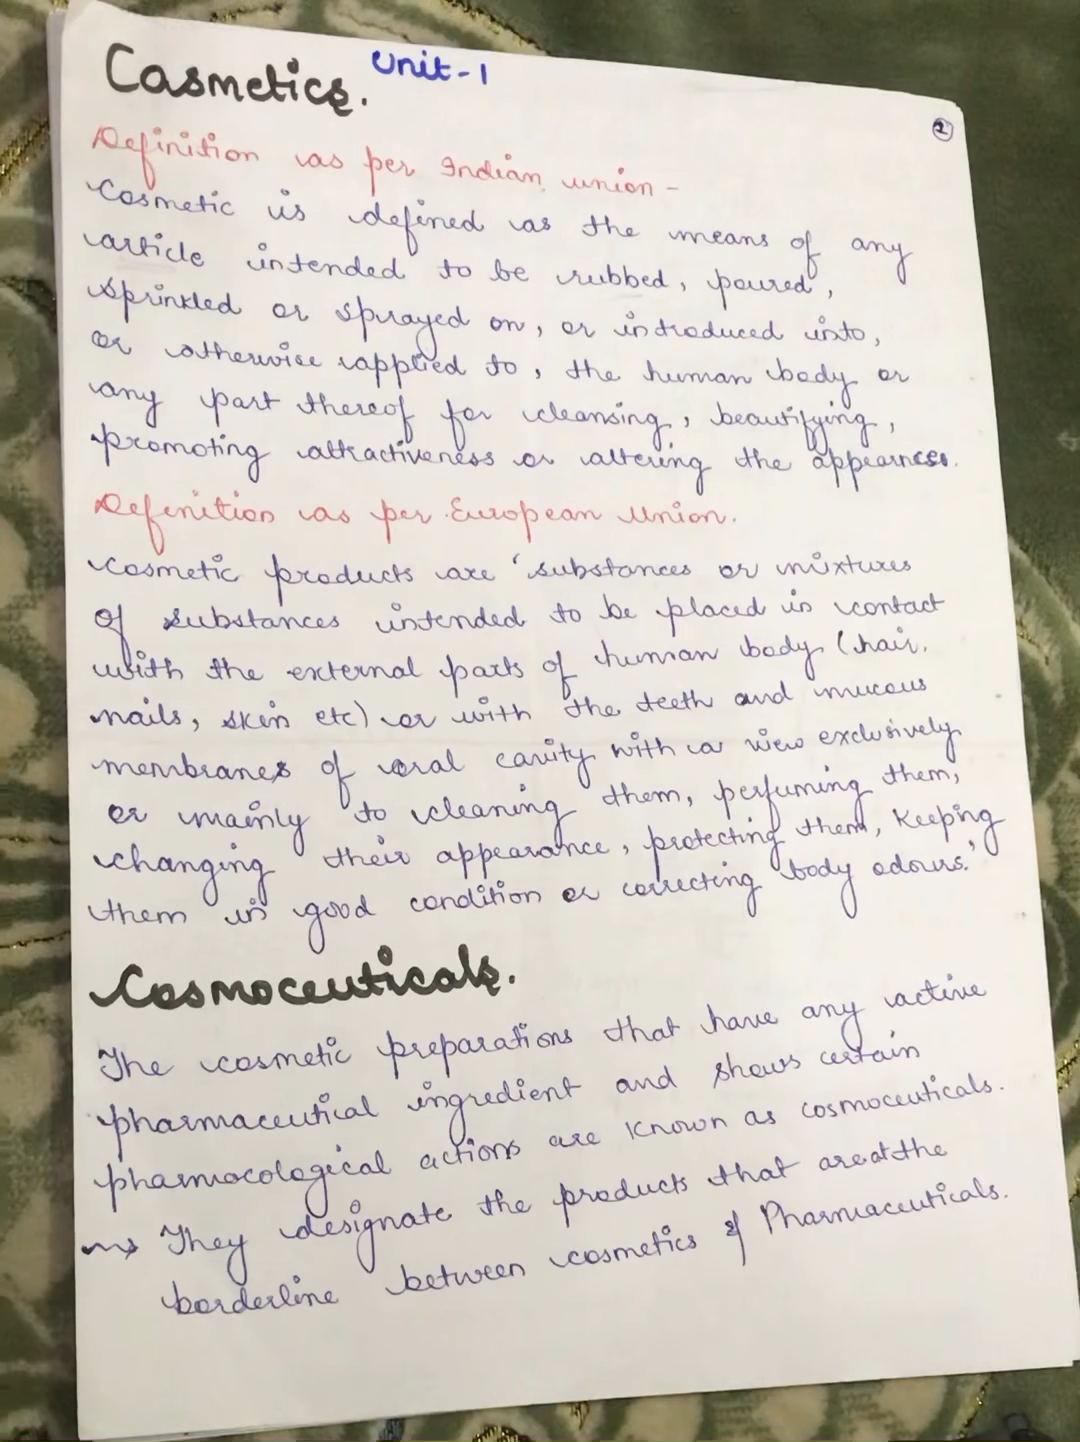 Cosmetics. Unit-1
2
Definition as per Indian union -
Cosmetic is defined as the means of any
article intended to be rubbed, poured,
sprinkled or sprayed on, or introduced into,
or otherwise applied to, the human body or
any part thereof for cleansing, beautifying,
promoting attractiveness or altering the appearness.
Definition as per European Union.
Cosmetic products are 'substances or mixtures
of substances intended to be placed in contact
with the external parts of human body (hair,
nails, skin etc) or with the teeth and mucous
membranes of oral cavity with a view exclusively
or mainly to cleaning them, perfuming them,
changing their appearance, protecting them, keeping
them in good condition or correcting body odours.'
Cosmoceuticals.
The cosmetic preparations that have any active
pharmaceutical ingredient and shows certain
pharmacological actions are known as cosmoceuticals.
→ They designate the products that are at the
borderline between cosmetics & Pharmaceuticals.